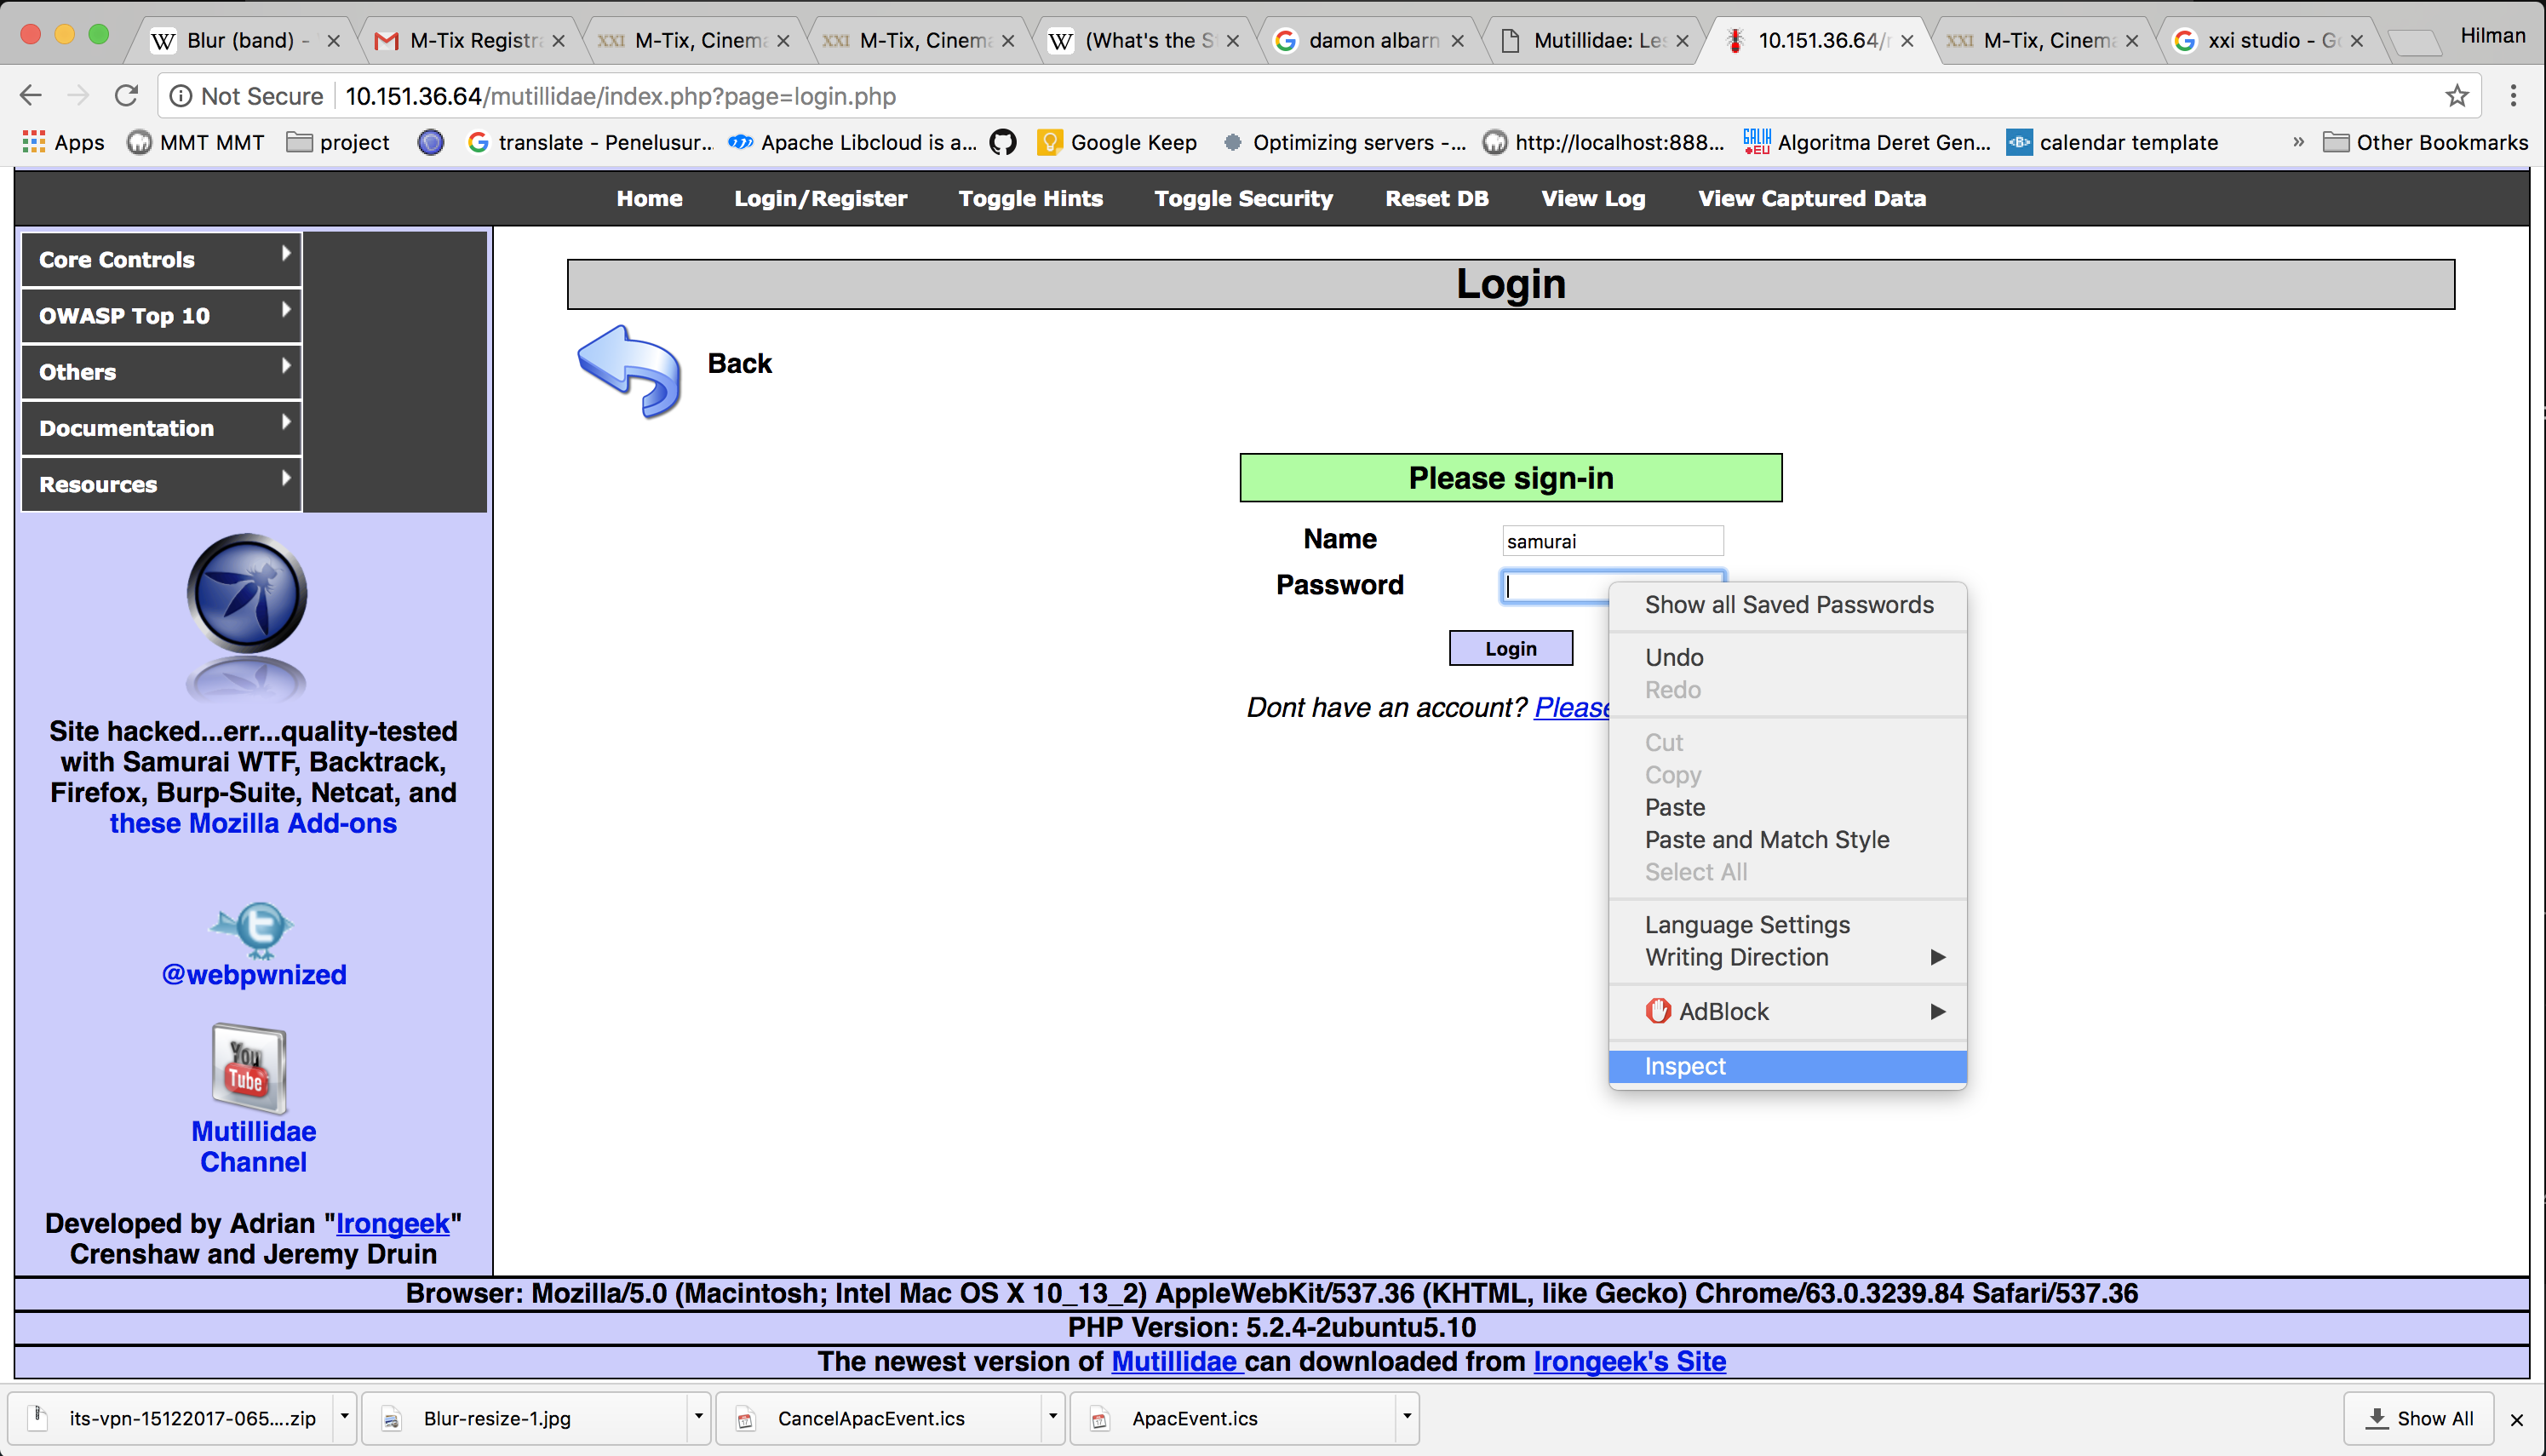 Blur (band) -
M-Tix Registr
M-Tix, Cinem
M-Tix, Cinem
(What's the S
damon albarn
Mutillidae: Les
10.151.36.64/
M-Tix, Cinem
xxi studio - G
Hilman
Not Secure
10.151.36.64/mutillidae/index.php?page=login.php
Apps
MMT MMT
project
translate - Penelusur...
Apache Libcloud is a...
Google Keep
Optimizing servers -...
http://localhost:888...
Algoritma Deret Gen...
calendar template
»
Other Bookmarks
Home
Login/Register
Toggle Hints
Toggle Security
Reset DB
View Log
View Captured Data
Core Controls
OWASP Top 10
Others
Documentation
Resources
Site hacked...err...quality-tested
with Samurai WTF, Backtrack,
Firefox, Burp-Suite, Netcat, and
these Mozilla Add-ons
@webpwnized
You
Tube
Mutillidae
Channel
Developed by Adrian "Irongeek"
Crenshaw and Jeremy Druin
Login
Back
Please sign-in
Name
samurai
Password
Login
Dont have an account? Please
Show all Saved Passwords
Undo
Redo
Cut
Copy
Paste
Paste and Match Style
Select All
Language Settings
Writing Direction
AdBlock
Inspect
Browser: Mozilla/5.0 (Macintosh; Intel Mac OS X 10_13_2) AppleWebKit/537.36 (KHTML, like Gecko) Chrome/63.0.3239.84 Safari/537.36
PHP Version: 5.2.4-2ubuntu5.10
The newest version of Mutillidae can downloaded from Irongeek's Site
its-vpn-15122017-065....zip
Blur-resize-1.jpg
CancelApacEvent.ics
ApacEvent.ics
Show All